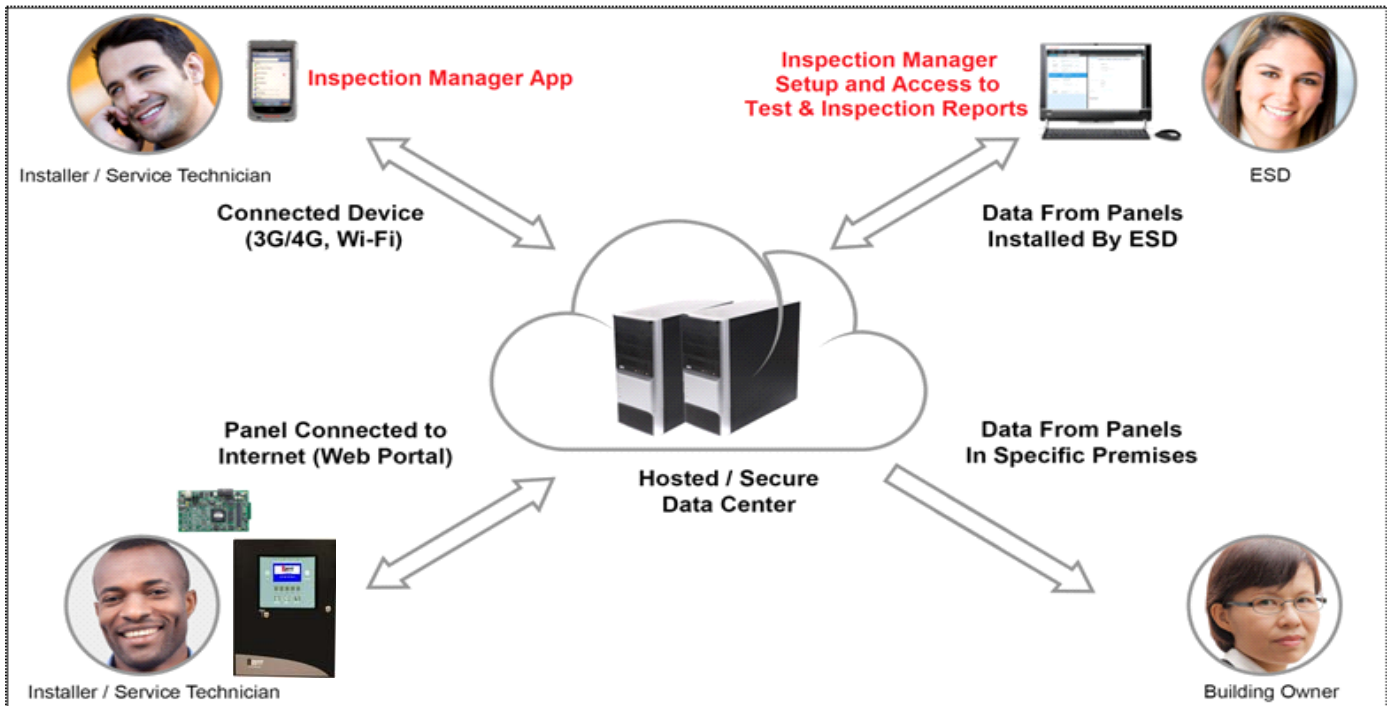 Inspection Manager App
Inspection Manager
Setup and Access to
Test & Inspection Reports
Installer / Service Technician
ESD
Connected Device
(3G/4G, Wi-Fi)
Data From Panels
Installed By ESD
Panel Connected to
Internet (Web Portal)
Data From Panels
In Specific Premises
Hosted / Secure
Data Center
Installer / Service Technician
Building Owner